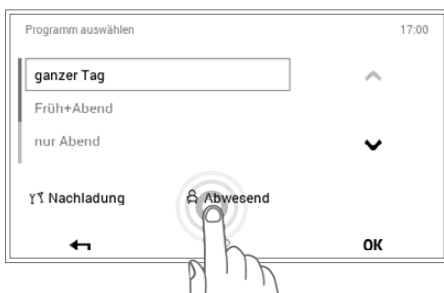 Programm auswählen 17:00
ganzer Tag
Früh+Abend
nur Abend
Nachladung Abwesend
OK